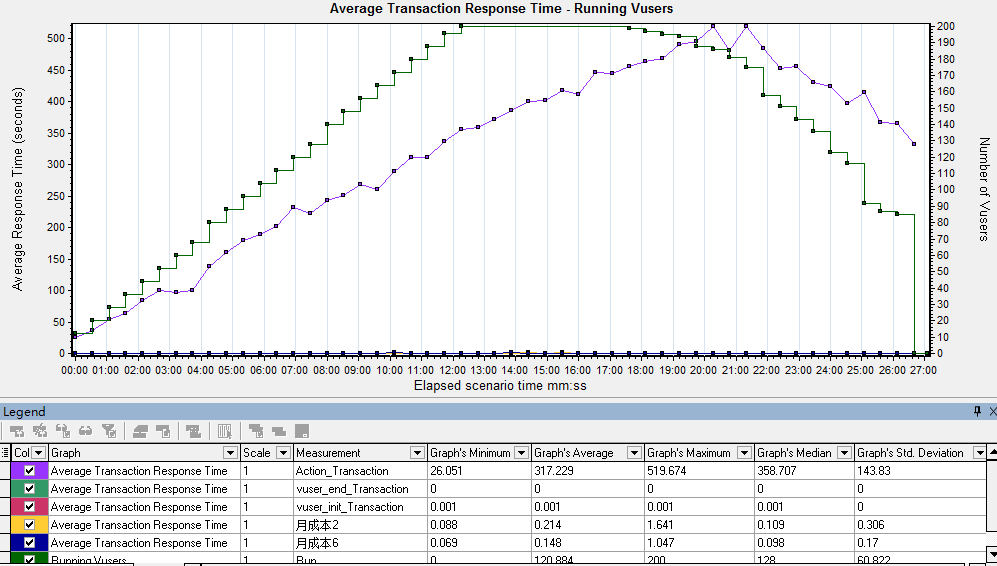 Average Transaction Response Time - Running Vusers
Average Response Time (seconds)
500
450
400
350
300
250
200
150
100
50
0
200
190
180
170
160
150
140
130
120
110
100
90
80
70
60
50
40
30
20
10
0
Number of Vusers
00:00 01:00 02:00 03:00 04:00 05:00 06:00 07:00 08:00 09:00 10:00 11:00 12:00 13:00 14:00 15:00 16:00 17:00 18:00 19:00 20:00 21:00 22:00 23:00 24:00 25:00 26:00 27:00
Elapsed scenario time mm:ss
Legend
Col Graph Scale Measurement Graph's Minimum Graph's Average Graph's Maximum Graph's Median Graph's Std. Deviation
Average Transaction Response Time 1 Action_Transaction 26.051 317.229 519.674 358.707 143.83
Average Transaction Response Time 1 vuser_end_Transaction 0 0 0 0 0
Average Transaction Response Time 1 vuser_init_Transaction 0.001 0.001 0.001 0.001 0
Average Transaction Response Time 1 月成本2 0.088 0.214 1.641 0.109 0.306
Average Transaction Response Time 1 月成本6 0.069 0.148 1.047 0.098 0.17
Running Vusers 1 Run 0 120.884 200 128 60.822